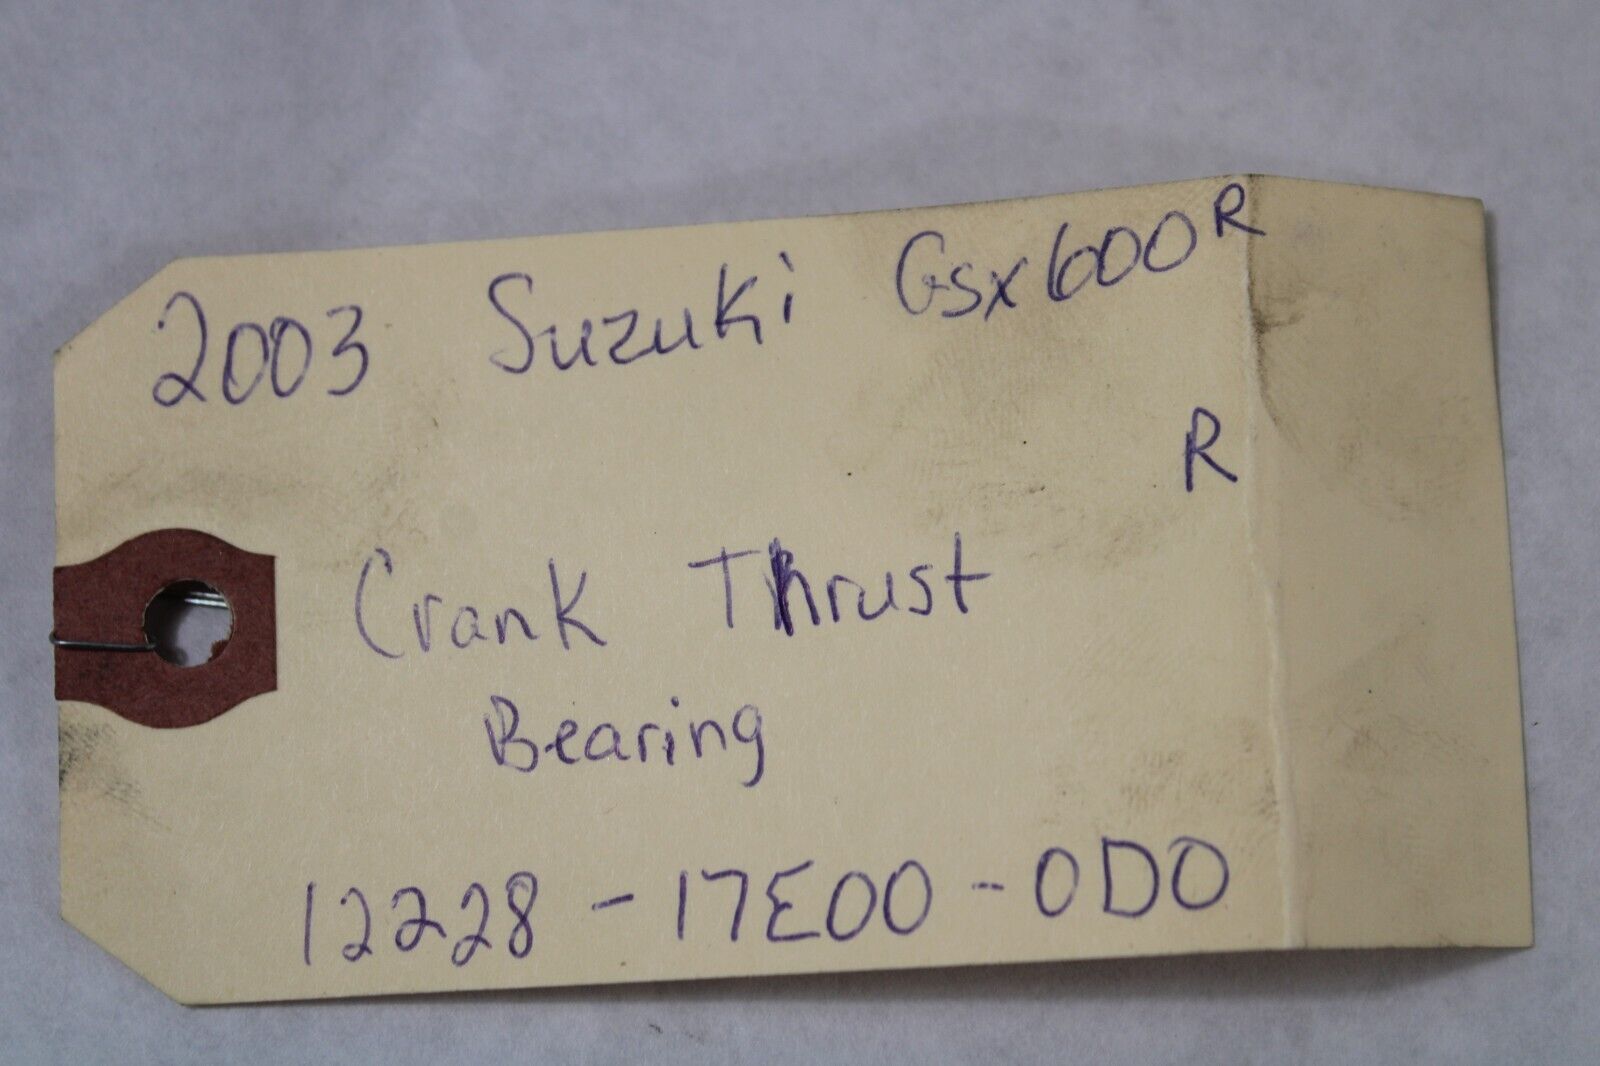 2003 Suzuki Gsx600R
R
Crank Thrust
Bearing
12228-17E00-0D0